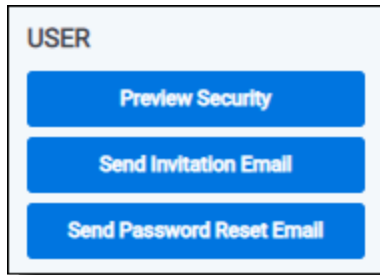 USER
Preview Security
Send Invitation Email
Send Password Reset Email